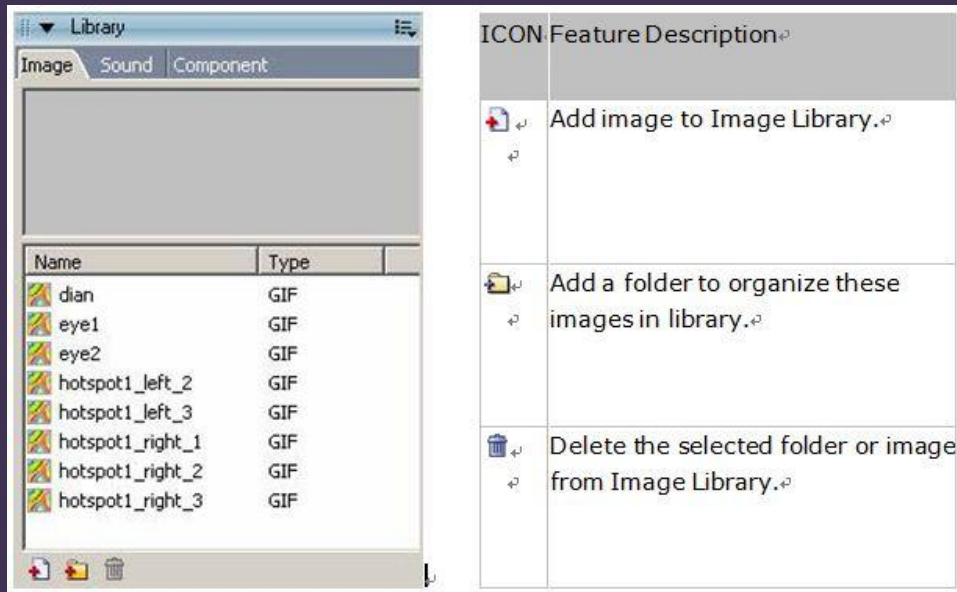 Library
Image Sound Component
Name Type
dian GIF
eye1 GIF
eye2 GIF
hotspot1_left_2 GIF
hotspot1_left_3 GIF
hotspot1_right_1 GIF
hotspot1_right_2 GIF
hotspot1_right_3 GIF
ICON Feature Description
Add image to Image Library.
Add a folder to organize these
images in library.
Delete the selected folder or image
from Image Library.